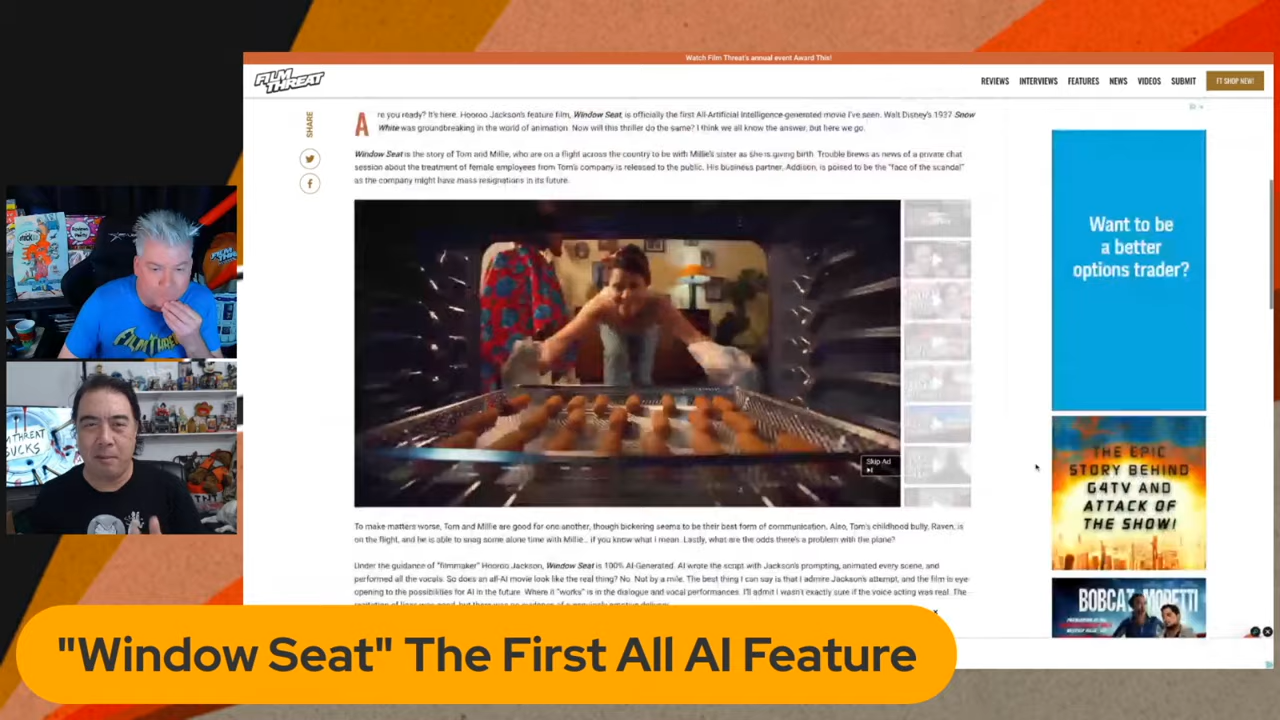 Watch Film Threat's annual event Award This!
FILM THREAT
REVIEWS INTERVIEWS FEATURES NEWS VIDEOS SUBMIT FT SHOP NEW!
SHARE
Are you ready? It's here. Hooroo Jackson's feature film, Window Seat, is officially the first All-Artificial Intelligence-generated movie I've seen. Walt Disney's 1937 Snow
White was groundbreaking in the world of animation. Now will this thriller do the same? I think we all know the answer, but here we go.
Window Seat is the story of Tom and Millie, who are on a flight across the country to be with Millie's sister as she is giving birth. Trouble brews as news of a private chat
session about the treatment of female employees from Tom's company is released to the public. His business partner, Addison, is poised to be the "face of the scandal"
as the company might have mass resignations in its future.
Skip Ad
To make matters worse, Tom and Millie are good for one another, though bickering seems to be their best form of communication. Also, Tom's childhood bully, Raven, is
on the flight, and he is able to snag some alone time with Millie... if you know what I mean. Lastly, what are the odds there's a problem with the plane?
Under the guidance of "filmmaker" Hooroo Jackson, Window Seat is 100% AI-Generated. AI wrote the script with Jackson's prompting, animated every scene, and
performed all the vocals. So does an all-AI movie look like the real thing? No. Not by a mile. The best thing I can say is that I admire Jackson's attempt, and the film is eye
opening to the possibilities for AI in the future. Where it "works" is in the dialogue and vocal performances. I'll admit I wasn't exactly sure if the voice acting was real. The
Want to be
a better
options trader?
THE EPIC
STORY BEHIND
G4TV AND
ATTACK OF
THE SHOW!
BOBCAT MORETTI
FILM THREAT
THREAT
SUCKS
TNT
"Window Seat" The First All AI Feature